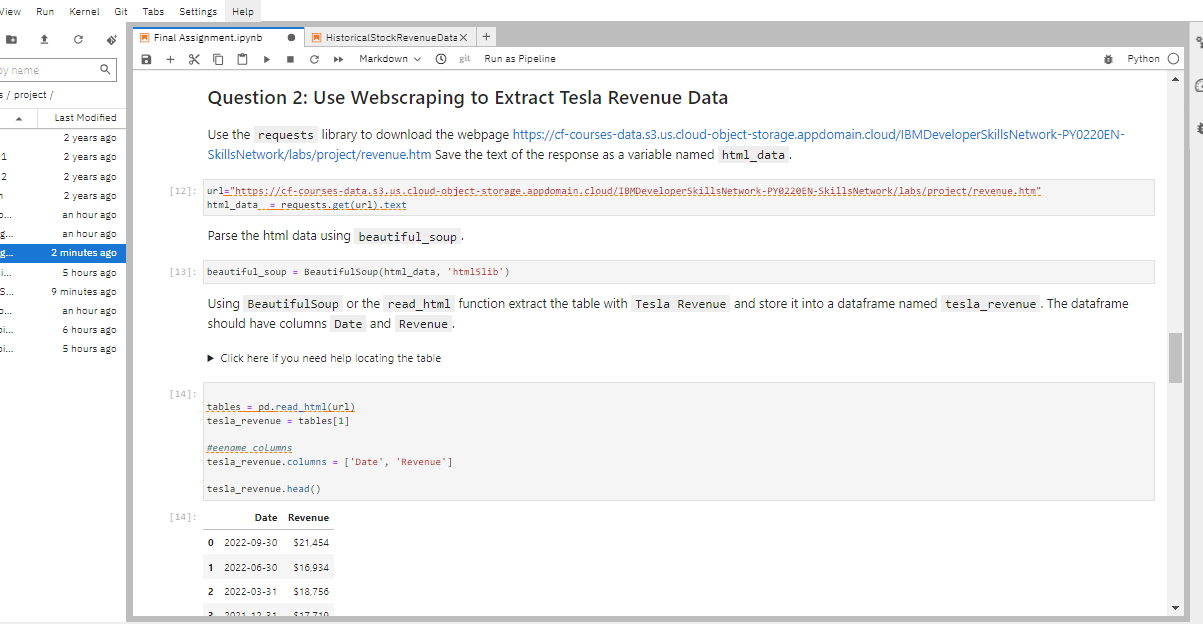 View Run Kernel Git Tabs Settings Help
Final Assignment.ipynb HistoricalStockRevenueData
by name
Markdown git Run as Pipeline Python
s / project /
Last Modified
2 years ago
1 2 years ago
2 2 years ago
n 2 years ago
o... an hour ago
g... an hour ago
g... 2 minutes ago
i... 5 hours ago
S... 9 minutes ago
o... an hour ago
oi... 6 hours ago
oi... 5 hours ago
Question 2: Use Webscraping to Extract Tesla Revenue Data
Use the requests library to download the webpage https://cf-courses-data.s3.us.cloud-object-storage.appdomain.cloud/IBMDeveloperSkillsNetwork-PY0220EN-
SkillsNetwork/labs/project/revenue.htm Save the text of the response as a variable named html_data.
[12]: url="https://cf-courses-data.s3.us.cloud-object-storage.appdomain.cloud/IBMDeveloperSkillsNetwork-PY0220EN-SkillsNetwork/labs/project/revenue.htm"
html_data  = requests.get(url).text
Parse the html data using beautiful_soup.
[13]: beautiful_soup = BeautifulSoup(html_data, 'html5lib')
Using BeautifulSoup or the read_html function extract the table with Tesla Revenue and store it into a dataframe named tesla_revenue. The dataframe
should have columns Date and Revenue.
Click here if you need help locating the table
[14]:
tables = pd.read_html(url)
tesla_revenue = tables[1]
#eename columns
tesla_revenue.columns = ['Date', 'Revenue']
tesla_revenue.head()
[14]: Date Revenue
0 2022-09-30 $21,454
1 2022-06-30 $16,934
2 2022-03-31 $18,756
3 2021-12-31 $17,719